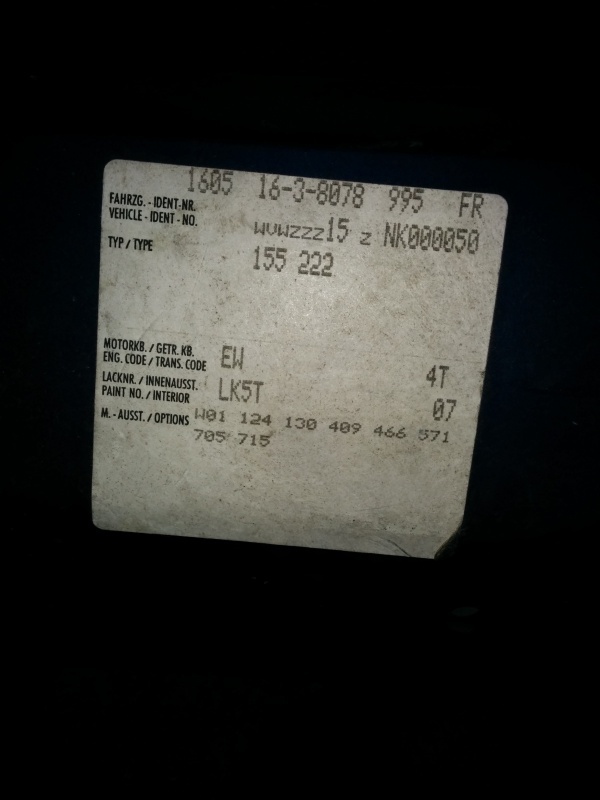 1605 16-3-8078 995 FR
FAHRZG. - IDENT-NR.
VEHICLE - IDENT - NO. WVWZZZ15 Z NK000050
TYP / TYPE 155 222
MOTORKB. / GETR. KB.
ENG. CODE / TRANS. CODE EW 4T
LACKNR. / INNENAUSST.
PAINT NO. / INTERIOR LK5T 07
M. - AUSST. / OPTIONS W01 124 130 409 466 571
705 715